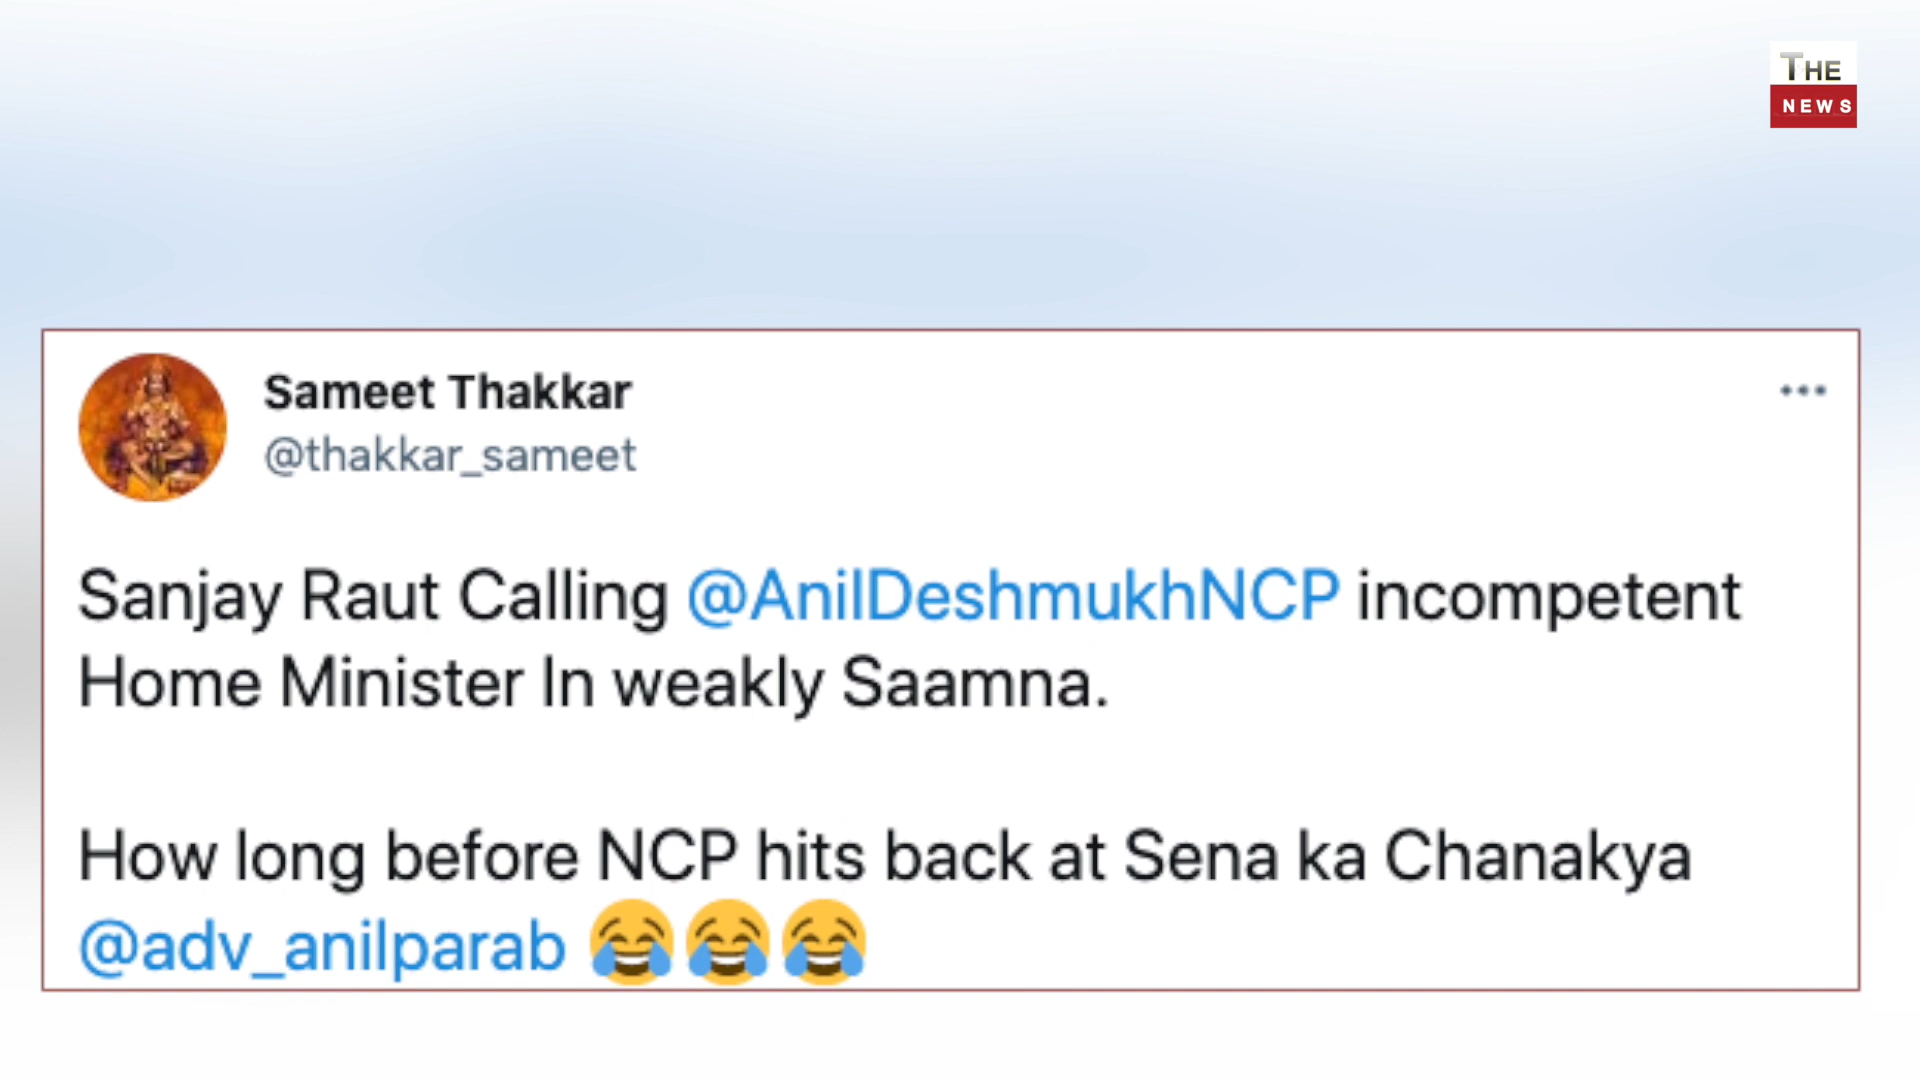 THE
NEWS
Sameet Thakkar
@thakkar_sameet
Sanjay Raut Calling @AnilDeshmukhNCP incompetent
Home Minister In weakly Saamna.
How long before NCP hits back at Sena ka Chanakya
@adv_anilparab 😂😂😂